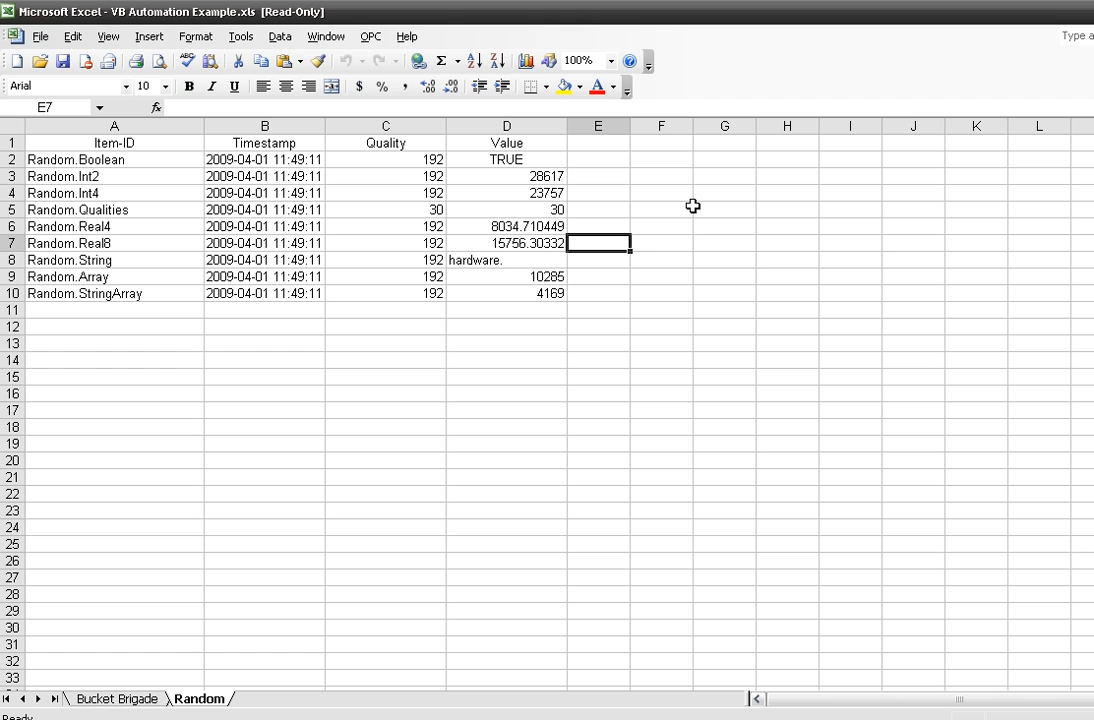 Microsoft Excel - VB Automation Example.xls [Read-Only]
File Edit View Insert Format Tools Data Window OPC Help Type a
100%
Arial 10 B I U $ % ,
E7 fx
A B C D E F G H I J K L
1 Item-ID Timestamp Quality Value
2 Random.Boolean 2009-04-01 11:49:11 192 TRUE
3 Random.Int2 2009-04-01 11:49:11 192 28617
4 Random.Int4 2009-04-01 11:49:11 192 23757
5 Random.Qualities 2009-04-01 11:49:11 30 30
6 Random.Real4 2009-04-01 11:49:11 192 8034.710449
7 Random.Real8 2009-04-01 11:49:11 192 15756.30332
8 Random.String 2009-04-01 11:49:11 192 hardware.
9 Random.Array 2009-04-01 11:49:11 192 10285
10 Random.StringArray 2009-04-01 11:49:11 192 4169
11
12
13
14
15
16
17
18
19
20
21
22
23
24
25
26
27
28
29
30
31
32
33
Bucket Brigade Random
Ready